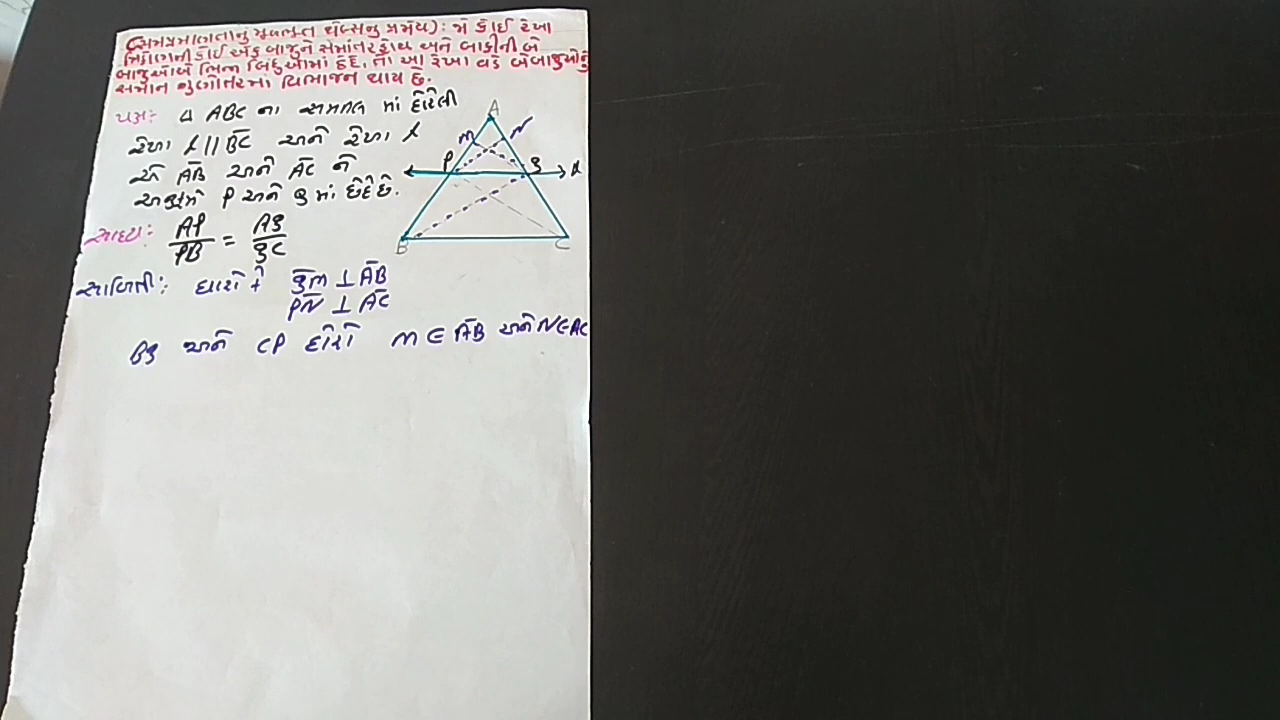 (સમપ્રમાણતાનુ મૂળભૂત થેલ્સનુ પ્રમેય): જો કોઈ રેખા
ત્રિકોણની કોઈ એક બાજુને સમાંતર હોય અને બાકીની બે
બાજુઓને ભિન્ન બિંદુઓમાં છેદે, તો આ રેખા વડે બે બાજુઓનું
સમાન ગુણોતરમાં વિભાજન થાય છે.
પક્ષ: △ ABC ના સમતલ માં દોરેલી
રેખા l || BC અને રેખા l
એ AB અને AC ને
અનુક્રમે P અને Q માં છેદે છે.
સાધ્ય: AP/PB = AQ/QC
સાબિતી: ધારો કે QM ⊥ AB
PN ⊥ AC
BQ અને CP દોરો M ∈ AB અને N ∈ AC
A
M N
P Q l
B C